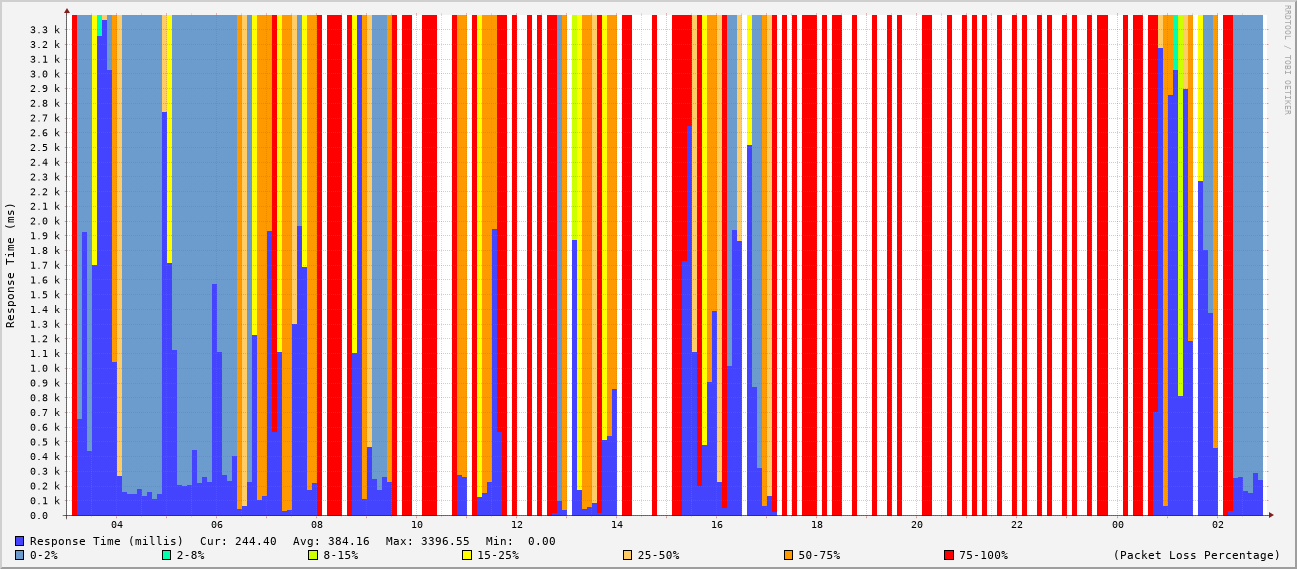 RRDTOOL / TOBI OETIKER
Response Time (ms)
3.3 k
3.2 k
3.1 k
3.0 k
2.9 k
2.8 k
2.7 k
2.6 k
2.5 k
2.4 k
2.3 k
2.2 k
2.1 k
2.0 k
1.9 k
1.8 k
1.7 k
1.6 k
1.5 k
1.4 k
1.3 k
1.2 k
1.1 k
1.0 k
0.9 k
0.8 k
0.7 k
0.6 k
0.5 k
0.4 k
0.3 k
0.2 k
0.1 k
0.0
04 06 08 10 12 14 16 18 20 22 00 02
Response Time (millis) Cur: 244.40 Avg: 384.16 Max: 3396.55 Min: 0.00
0-2% 2-8% 8-15% 15-25% 25-50% 50-75% 75-100% (Packet Loss Percentage)